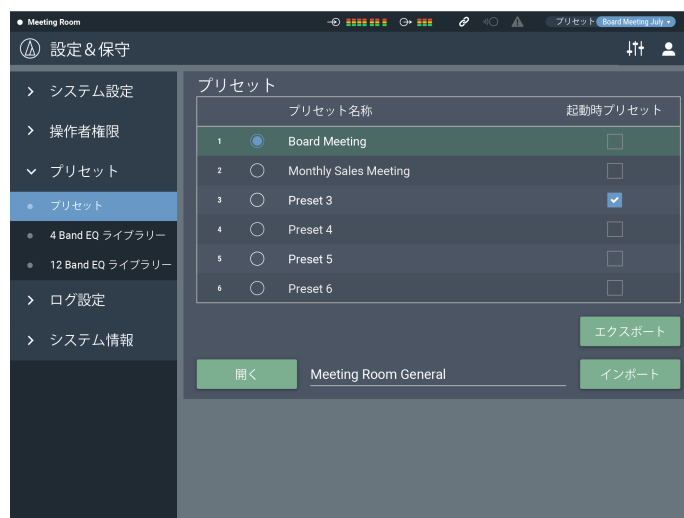 Meeting Room
プリセット Board Meeting July
設定＆保守
システム設定
操作者権限
プリセット
プリセット
4 Band EQ ライブラリー
12 Band EQ ライブラリー
ログ設定
システム情報
プリセット
プリセット名称 起動時プリセット
1 Board Meeting
2 Monthly Sales Meeting
3 Preset 3
4 Preset 4
5 Preset 5
6 Preset 6
エクスポート
開く Meeting Room General インポート